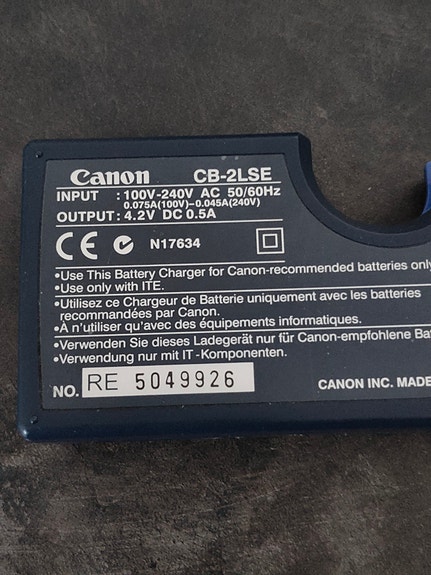 Canon CB-2LSE
INPUT : 100V-240V AC 50/60Hz
0.075A(100V)-0.045A(240V)
OUTPUT : 4.2V DC 0.5A
CE N17634
•Use This Battery Charger for Canon-recommended batteries only
•Use only with ITE.
•Utilisez ce Chargeur de Batterie uniquement avec les batteries
recommandées par Canon.
•À n'utiliser qu'avec des équipements informatiques.
•Verwenden Sie dieses Ladegerät nur für Canon-empfohlene
•Verwendung nur mit IT-Komponenten.
NO. RE 5049926
CANON INC. MADE